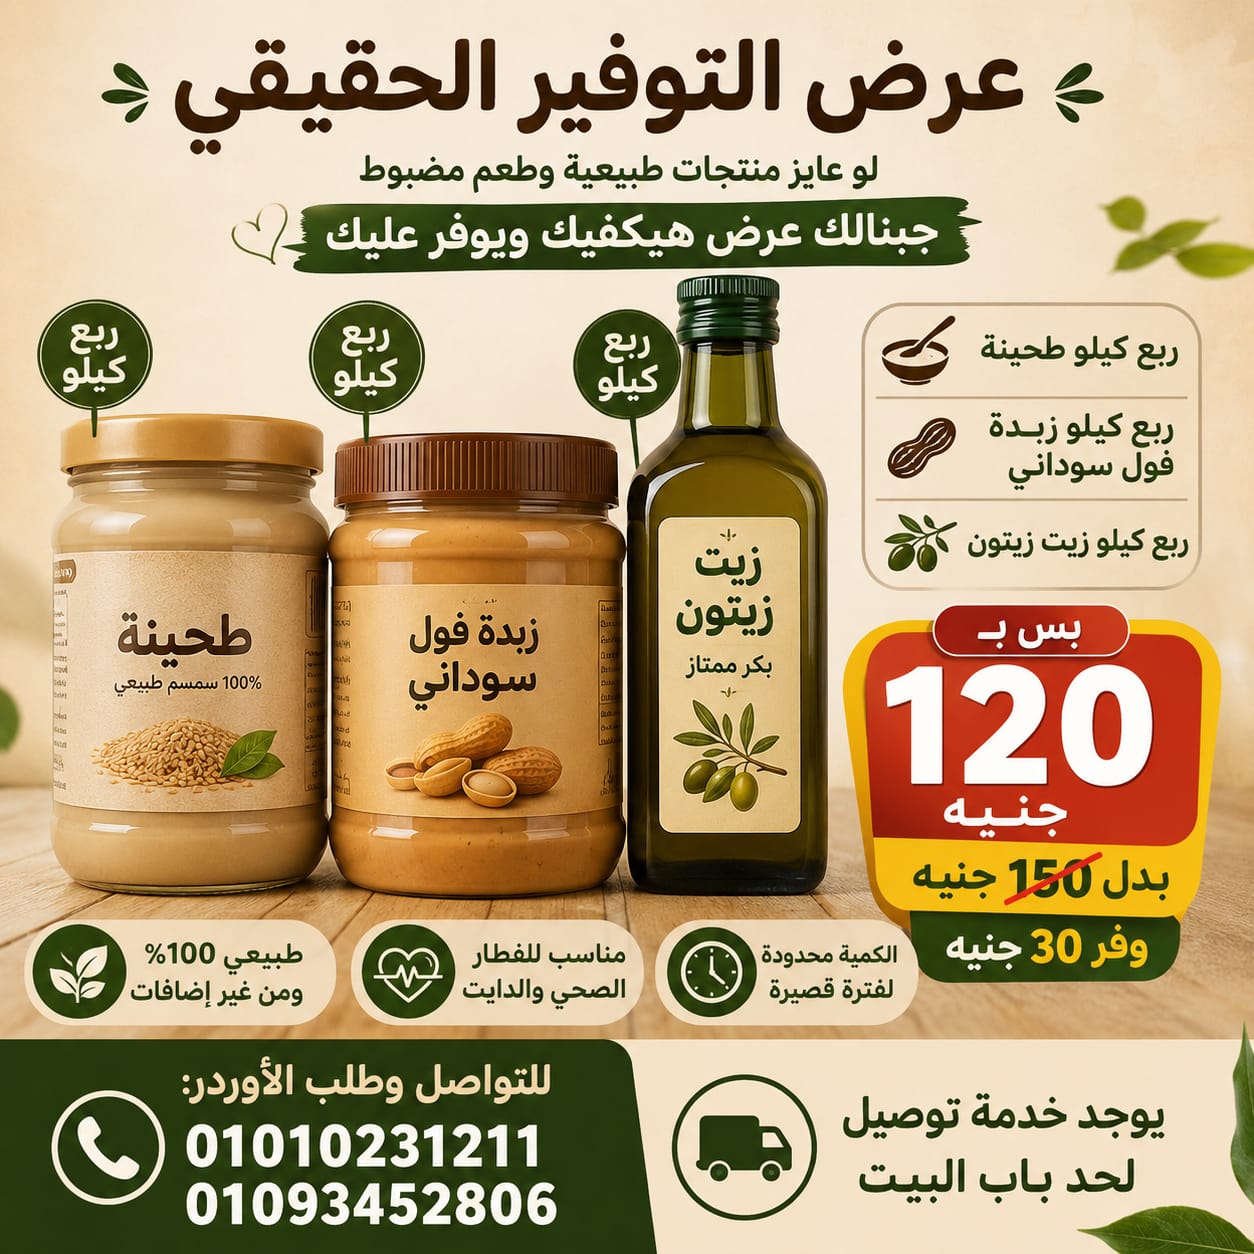 عرض التوفير الحقيقي
لو عايز منتجات طبيعية وطعم مضبوط
جبنالك عرض هيكفيك ويوفر عليك
ربع
كيلو
ربع
كيلو
ربع
كيلو
ربع كيلو طحينة
ربع كيلو زبدة
فول سوداني
ربع كيلو زيت زيتون
طحينة
100% سمسم طبيعي
زبدة فول
سوداني
زيت
زيتون
بكر ممتاز
بس بـ
120
جنيه
بدل 150 جنيه
وفر 30 جنيه
طبيعي 100%
ومن غير إضافات
مناسب للفطار
الصحي والدايت
الكمية محدودة
لفترة قصيرة
للتواصل وطلب الأوردر:
01010231211
01093452806
يوجد خدمة توصيل
لحد باب البيت